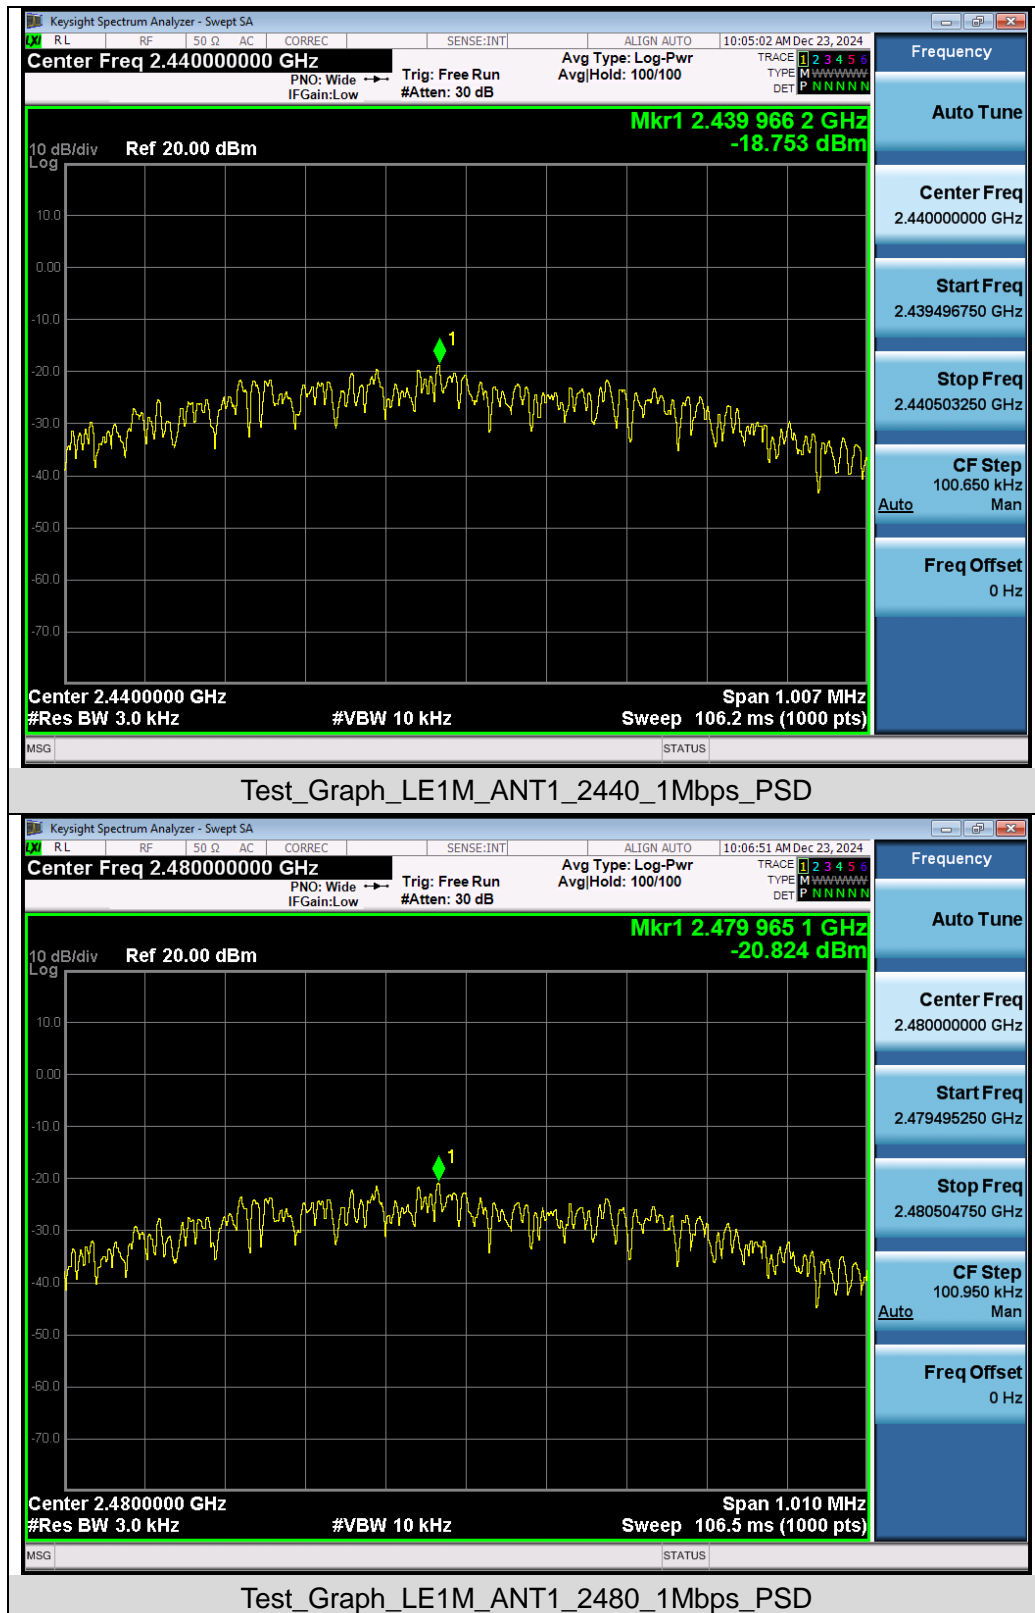 Keysight Spectrum Analyzer - Swept SA
LXI RL RF 50 Ω AC CORREC SENSE:INT ALIGN AUTO 10:05:02 AM Dec 23, 2024
Center Freq 2.440000000 GHz
PNO: Wide
IFGain:Low
Trig: Free Run
#Atten: 30 dB
Avg Type: Log-Pwr
Avg|Hold: 100/100
TRACE 1 2 3 4 5 6
TYPE M W W W W W
DET P N N N N N
Mkr1 2.439 966 2 GHz
-18.753 dBm
10 dB/div Ref 20.00 dBm
Log
10.0
0.00
-10.0
1
-20.0
-30.0
-40.0
-50.0
-60.0
-70.0
Center 2.4400000 GHz Span 1.007 MHz
#Res BW 3.0 kHz #VBW 10 kHz Sweep 106.2 ms (1000 pts)
MSG STATUS
Frequency
Auto Tune
Center Freq
2.440000000 GHz
Start Freq
2.439496750 GHz
Stop Freq
2.440503250 GHz
CF Step
100.650 kHz
Auto Man
Freq Offset
0 Hz
Test_Graph_LE1M_ANT1_2440_1Mbps_PSD
Keysight Spectrum Analyzer - Swept SA
LXI RL RF 50 Ω AC CORREC SENSE:INT ALIGN AUTO 10:06:51 AM Dec 23, 2024
Center Freq 2.480000000 GHz
PNO: Wide
IFGain:Low
Trig: Free Run
#Atten: 30 dB
Avg Type: Log-Pwr
Avg|Hold: 100/100
TRACE 1 2 3 4 5 6
TYPE M W W W W W
DET P N N N N N
Mkr1 2.479 965 1 GHz
-20.824 dBm
10 dB/div Ref 20.00 dBm
Log
10.0
0.00
-10.0
1
-20.0
-30.0
-40.0
-50.0
-60.0
-70.0
Center 2.4800000 GHz Span 1.010 MHz
#Res BW 3.0 kHz #VBW 10 kHz Sweep 106.5 ms (1000 pts)
MSG STATUS
Frequency
Auto Tune
Center Freq
2.480000000 GHz
Start Freq
2.479495250 GHz
Stop Freq
2.480504750 GHz
CF Step
100.950 kHz
Auto Man
Freq Offset
0 Hz
Test_Graph_LE1M_ANT1_2480_1Mbps_PSD